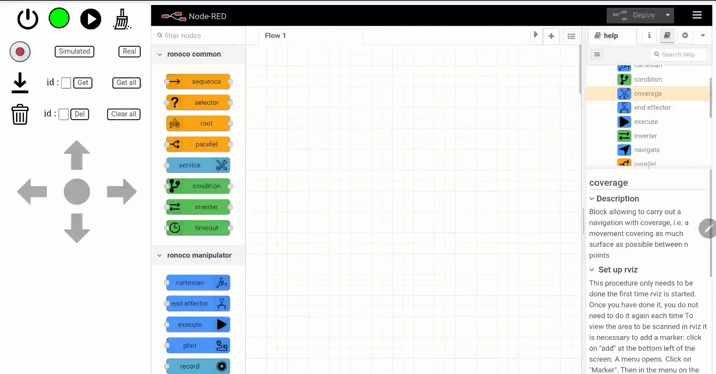 Node-RED
Deploy
Simulated
Real
id :
Get
Get all
id :
Del
Clear all
filter nodes
ronoco common
sequence
selector
root
parallel
service
condition
inverter
timeout
ronoco manipulator
cartesian
end effector
execute
plan
record
Flow 1
help
Search help
cartesian
condition
coverage
end effector
execute
inverter
navigate
parallel
coverage
Description
Block allowing to carry out a
navigation with coverage, i.e. a
movement covering as much
surface as possible between n
points
Set up rviz
This procedure only needs to be
done the first time rviz is started.
Once you have done it, you do not
need to do it again each time To
view the area to be scanned in rviz it
is necessary to add a marker: click
on "add" at the bottom left of the
screen. A menu opens. Click on
"Marker". Then in the menu on the